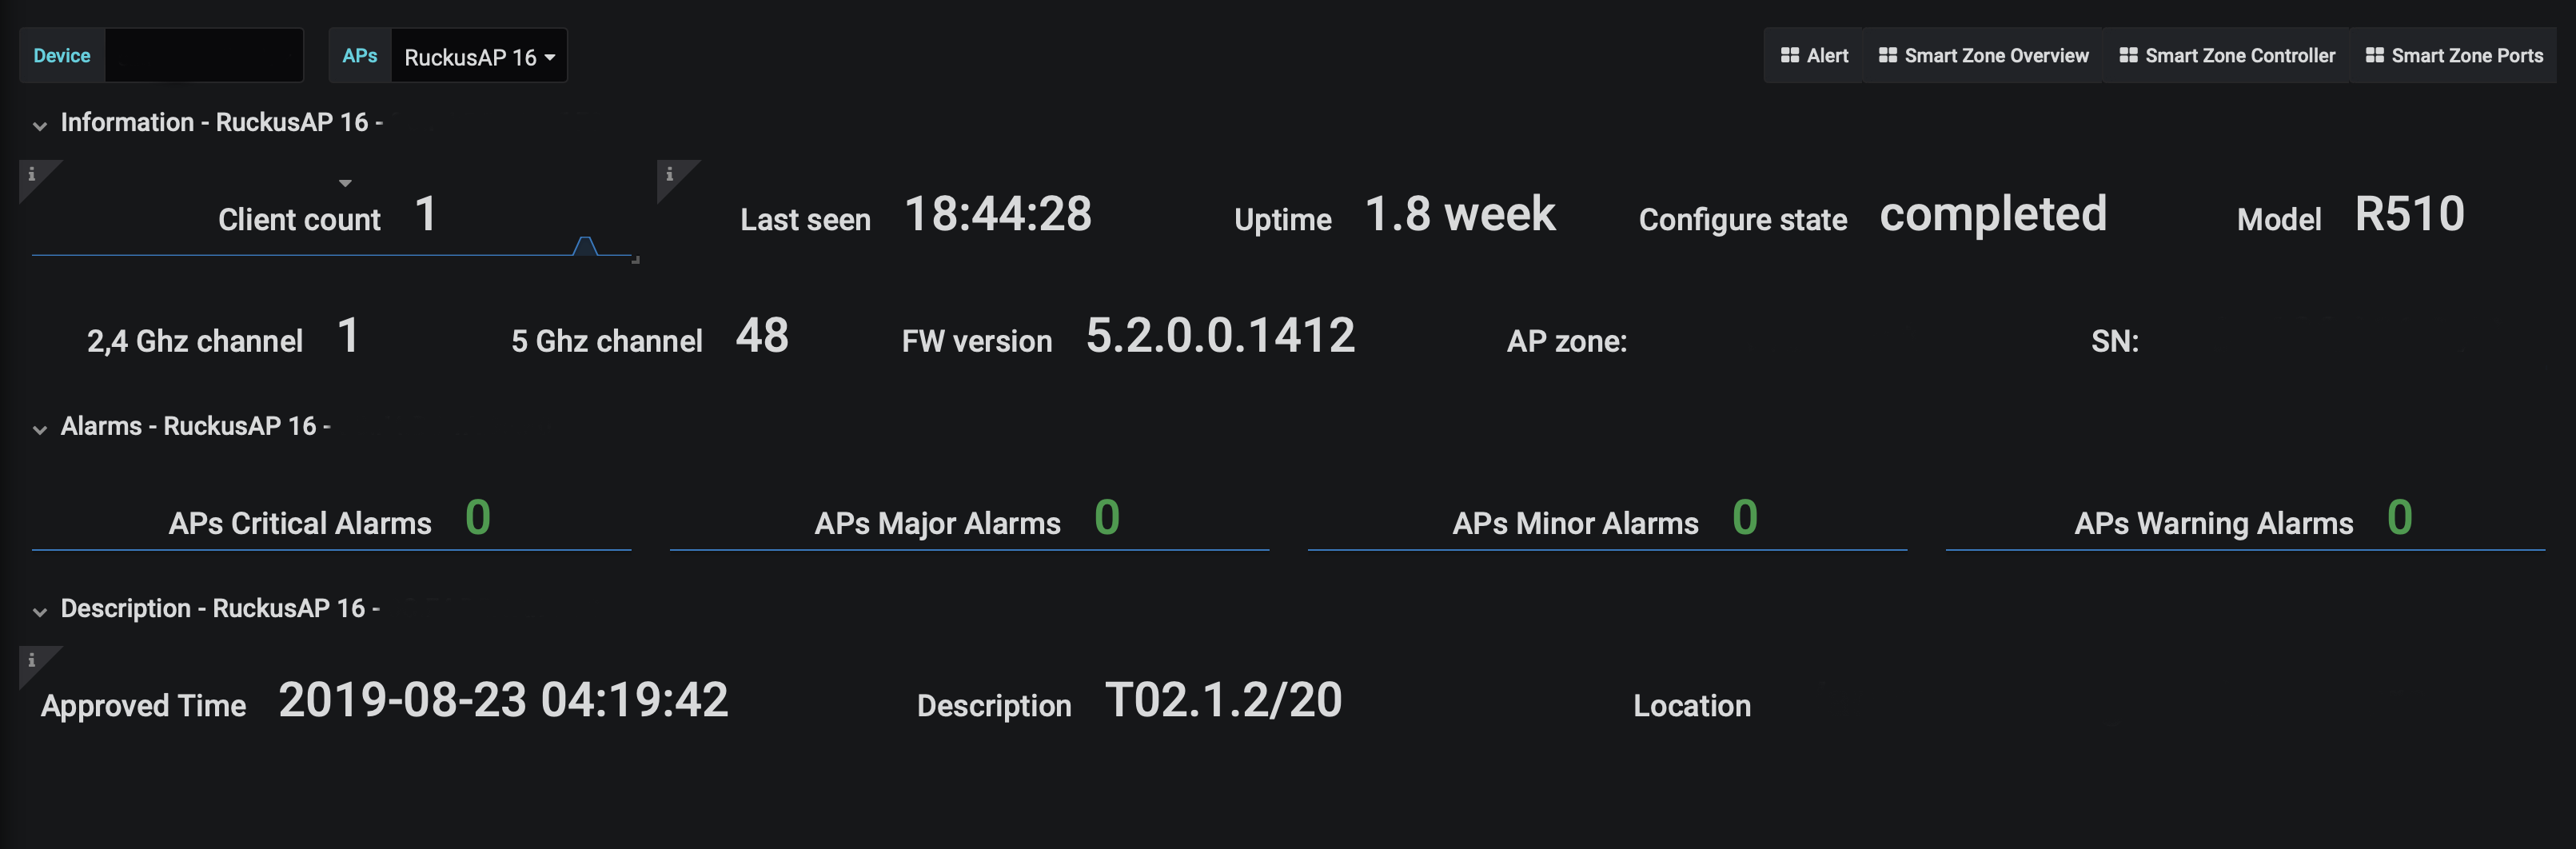 Device APs RuckusAP 16 Alert Smart Zone Overview Smart Zone Controller Smart Zone Ports
Information - RuckusAP 16 -
Client count 1 Last seen 18:44:28 Uptime 1.8 week Configure state completed Model R510
2,4 Ghz channel 1 5 Ghz channel 48 FW version 5.2.0.0.1412 AP zone: SN:
Alarms - RuckusAP 16 -
APs Critical Alarms 0 APs Major Alarms 0 APs Minor Alarms 0 APs Warning Alarms 0
Description - RuckusAP 16 -
Approved Time 2019-08-23 04:19:42 Description T02.1.2/20 Location